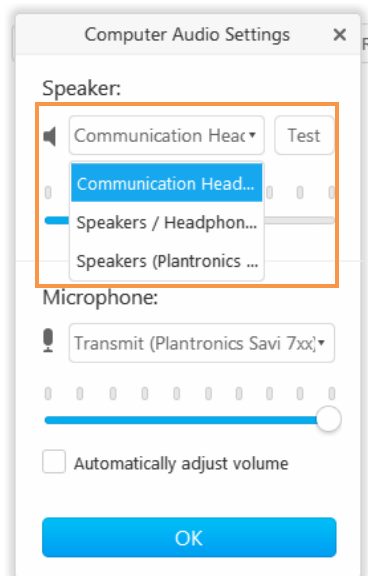 Computer Audio Settings ×
Speaker:
Communication Heac
Test
Communication Head...
Speakers / Headphon...
Speakers (Plantronics ...
Microphone:
Transmit (Plantronics Savi 7xx)
Automatically adjust volume
OK